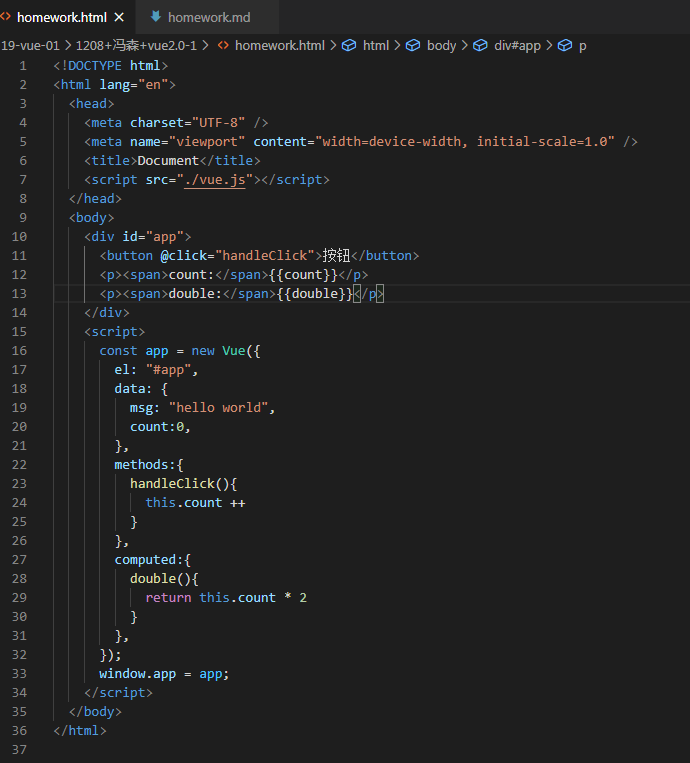 homework.html × homework.md
19-vue-01 > 1208+冯森+vue2.0-1 > homework.html > html > body > div#app > p
1 <!DOCTYPE html>
2 <html lang="en">
3 <head>
4 <meta charset="UTF-8" />
5 <meta name="viewport" content="width=device-width, initial-scale=1.0" />
6 <title>Document</title>
7 <script src="./vue.js"></script>
8 </head>
9 <body>
10 <div id="app">
11 <button @click="handleClick">按钮</button>
12 <p><span>count:</span>{{count}}</p>
13 <p><span>double:</span>{{double}}</p>
14 </div>
15 <script>
16 const app = new Vue({
17 el: "#app",
18 data: {
19 msg: "hello world",
20 count:0,
21 },
22 methods:{
23 handleClick(){
24 this.count ++
25 }
26 },
27 computed:{
28 double(){
29 return this.count * 2
30 }
31 },
32 });
33 window.app = app;
34 </script>
35 </body>
36 </html>
37